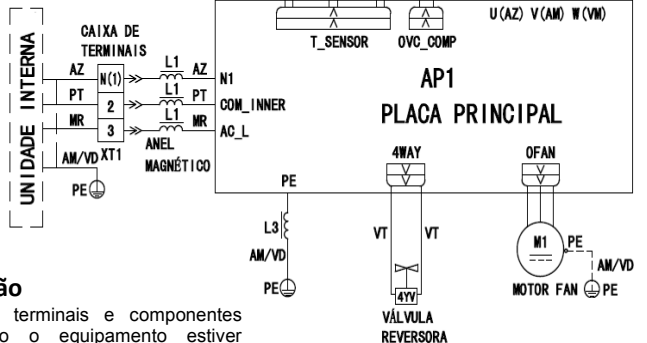 U(AZ) V(AM) W(VM)
T_SENSOR
OVC_COMP
CAIXA DE
TERMINAIS
UNIDADE INTERNA
AZ
N(1)
L1
AZ
N1
PT
2
L1
PT
COM_INNER
MR
3
L1
MR
AC_L
AM/VD
XT1
ANEL
MAGNÉTICO
PE
AP1
PLACA PRINCIPAL
4WAY
OFAN
PE
L3
AM/VD
PE
VT
VT
4YV
VÁLVULA
REVERSORA
M1
PE
AM/VD
MOTOR FAN
PE
ão
terminais e componentes
o o equipamento estiver